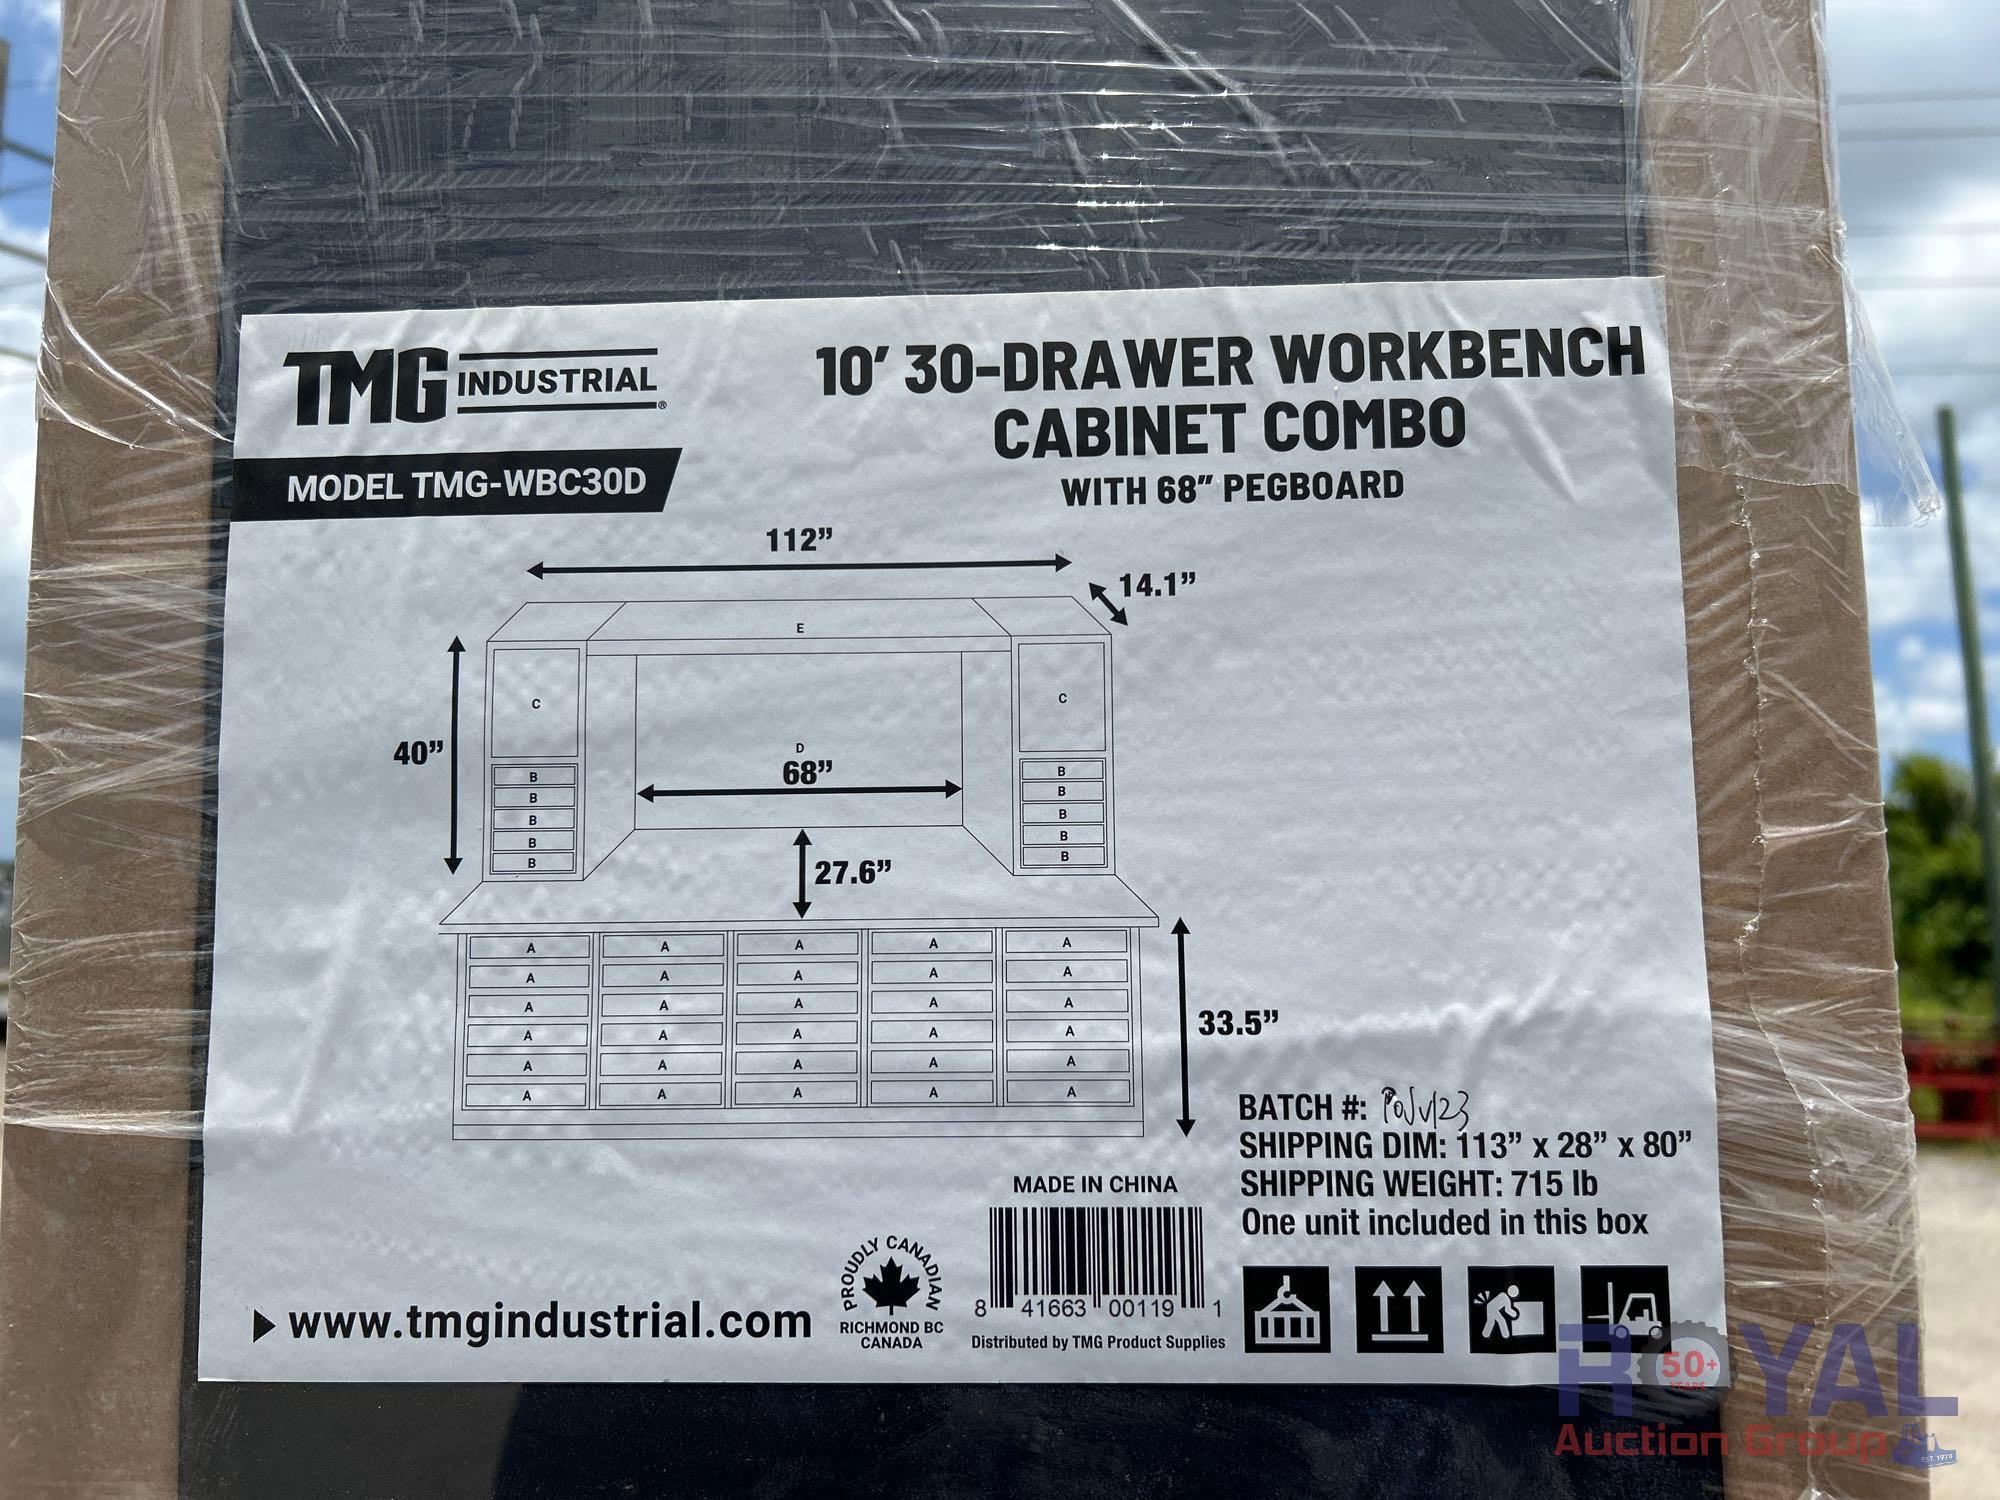 TMG INDUSTRIAL®
MODEL TMG-WBC30D
10' 30-DRAWER WORKBENCH
CABINET COMBO
WITH 68" PEGBOARD
112"
14.1"
E
C
C
40"
D
68"
B B
B B
B B
B B
B B
27.6"
A A A A A
A A A A A
A A A A A
A A A A A
A A A A A
A A A A A
33.5"
BATCH #:
SHIPPING DIM: 113" x 28" x 80"
SHIPPING WEIGHT: 715 lb
One unit included in this box
MADE IN CHINA
8 41663 00119 1
Distributed by TMG Product Supplies
PROUDLY CANADIAN
RICHMOND BC
CANADA
www.tmgindustrial.com
ROYAL
50+
YEARS
Auction Group
EST. 1970